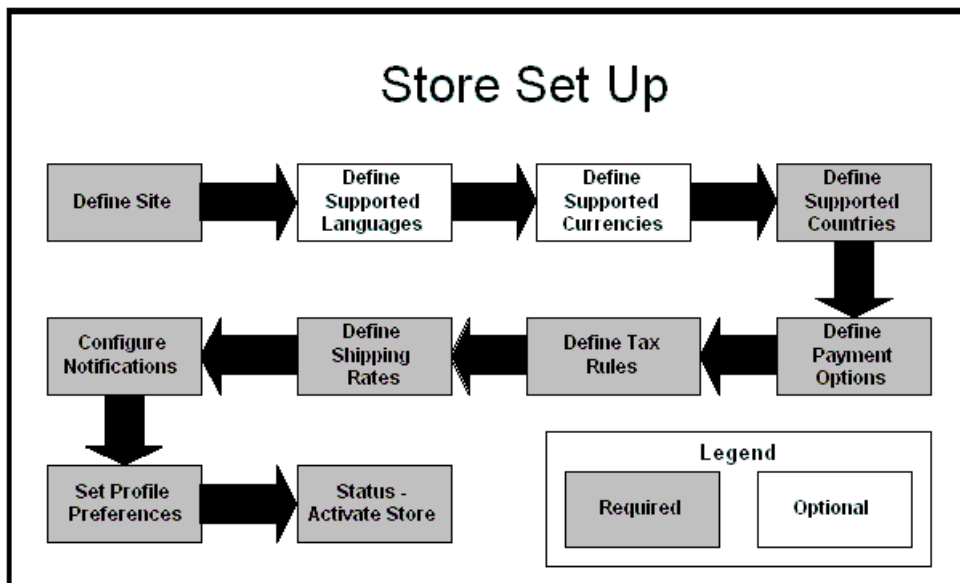 Store Set Up
Define Site
Define
Supported
Languages
Define
Supported
Currencies
Define
Supported
Countries
Define
Payment
Options
Define Tax
Rules
Define
Shipping
Rates
Configure
Notifications
Set Profile
Preferences
Status -
Activate Store
Legend
Required
Optional